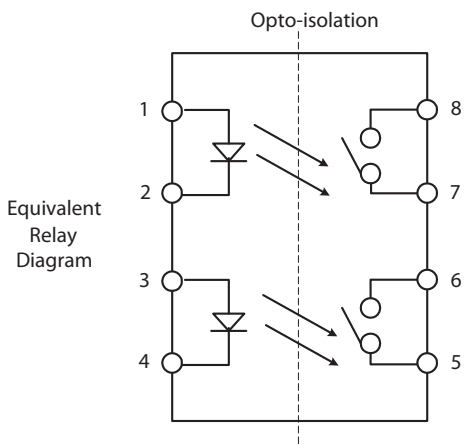 Opto-isolation
1
8
2
7
Equivalent
Relay
Diagram
3
6
4
5